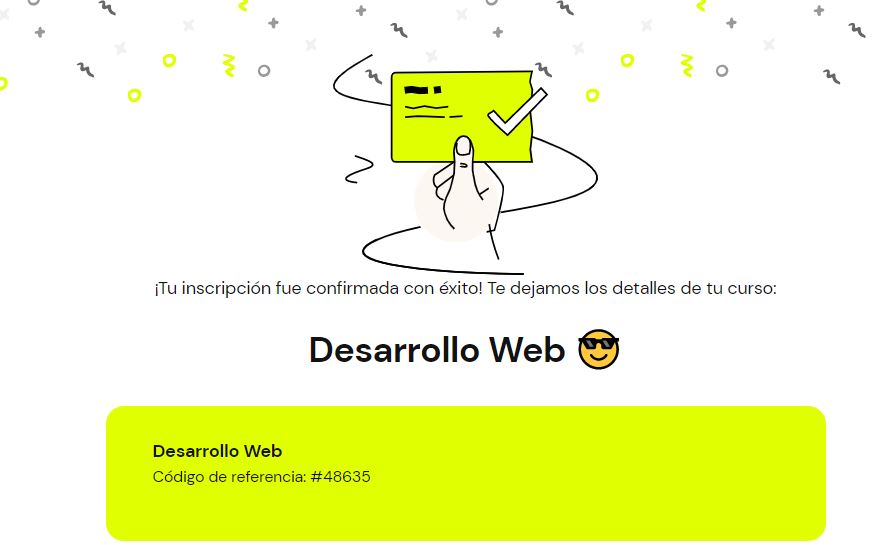 ¡Tu inscripción fue confirmada con éxito! Te dejamos los detalles de tu curso:
Desarrollo Web 😎
Desarrollo Web
Código de referencia: #48635